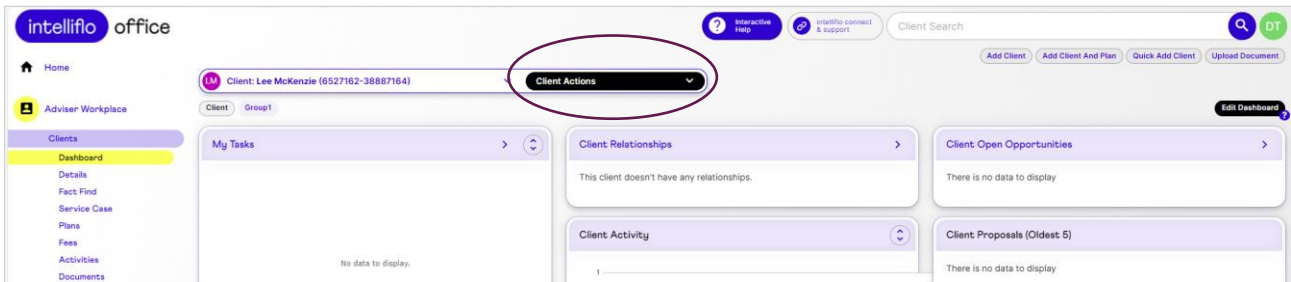 intelliflo office
Interactive Help
intelliflo connect & support
Client Search
DT
Add Client
Add Client And Plan
Quick Add Client
Upload Document
Home
LM Client: Lee McKenzie (6527162-38887164)
Client Actions
Adviser Workplace
Client Group1
Edit Dashboard
?
Clients
Dashboard
Details
Fact Find
Service Case
Plans
Fees
Activities
Documents
My Tasks
No data to display.
Client Relationships
This client doesn't have any relationships.
Client Activity
1
Client Open Opportunities
There is no data to display
Client Proposals (Oldest 5)
There is no data to display